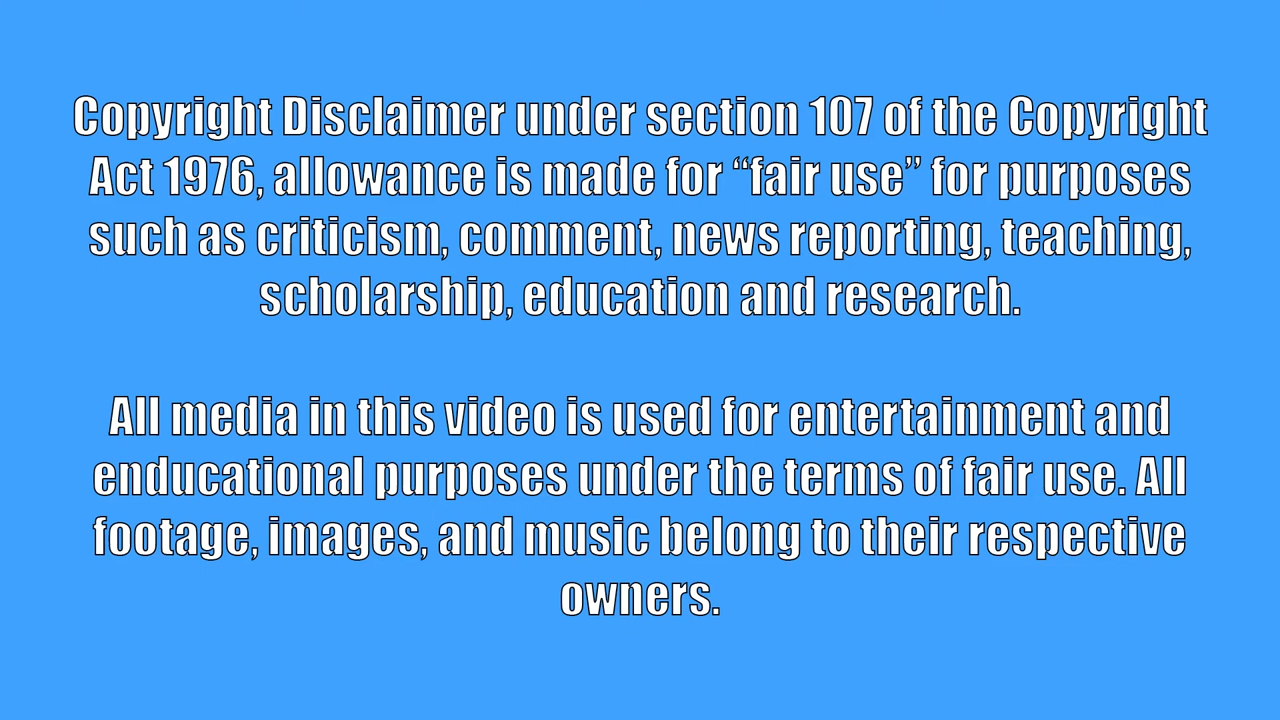 Copyright Disclaimer under section 107 of the Copyright
Act 1976, allowance is made for “fair use” for purposes
such as criticism, comment, news reporting, teaching,
scholarship, education and research.
All media in this video is used for entertainment and
enducational purposes under the terms of fair use. All
footage, images, and music belong to their respective
owners.